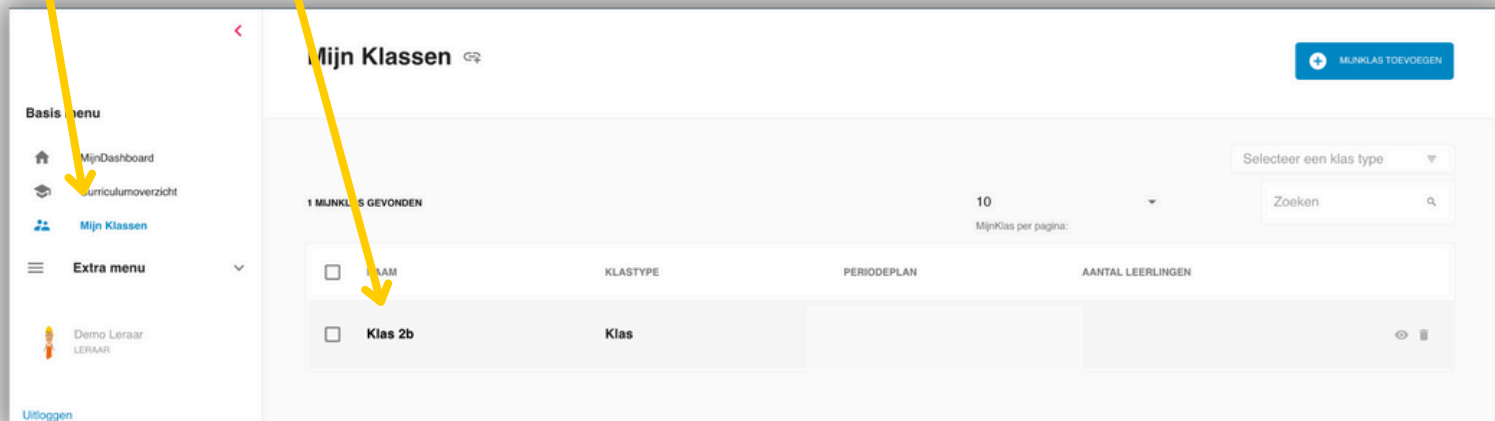 Mijn Klassen
MIJNKLAS TOEVOEGEN
Basis menu
MijnDashboard
Curriculumoverzicht
Mijn Klassen
Extra menu
Demo Leraar
LERAAR
Uitloggen
Selecteer een klas type
1 MIJNKLAS GEVONDEN
10
MijnKlas per pagina:
Zoeken
NAAM KLASTYPE PERIODEPLAN AANTAL LEERLINGEN
Klas 2b Klas